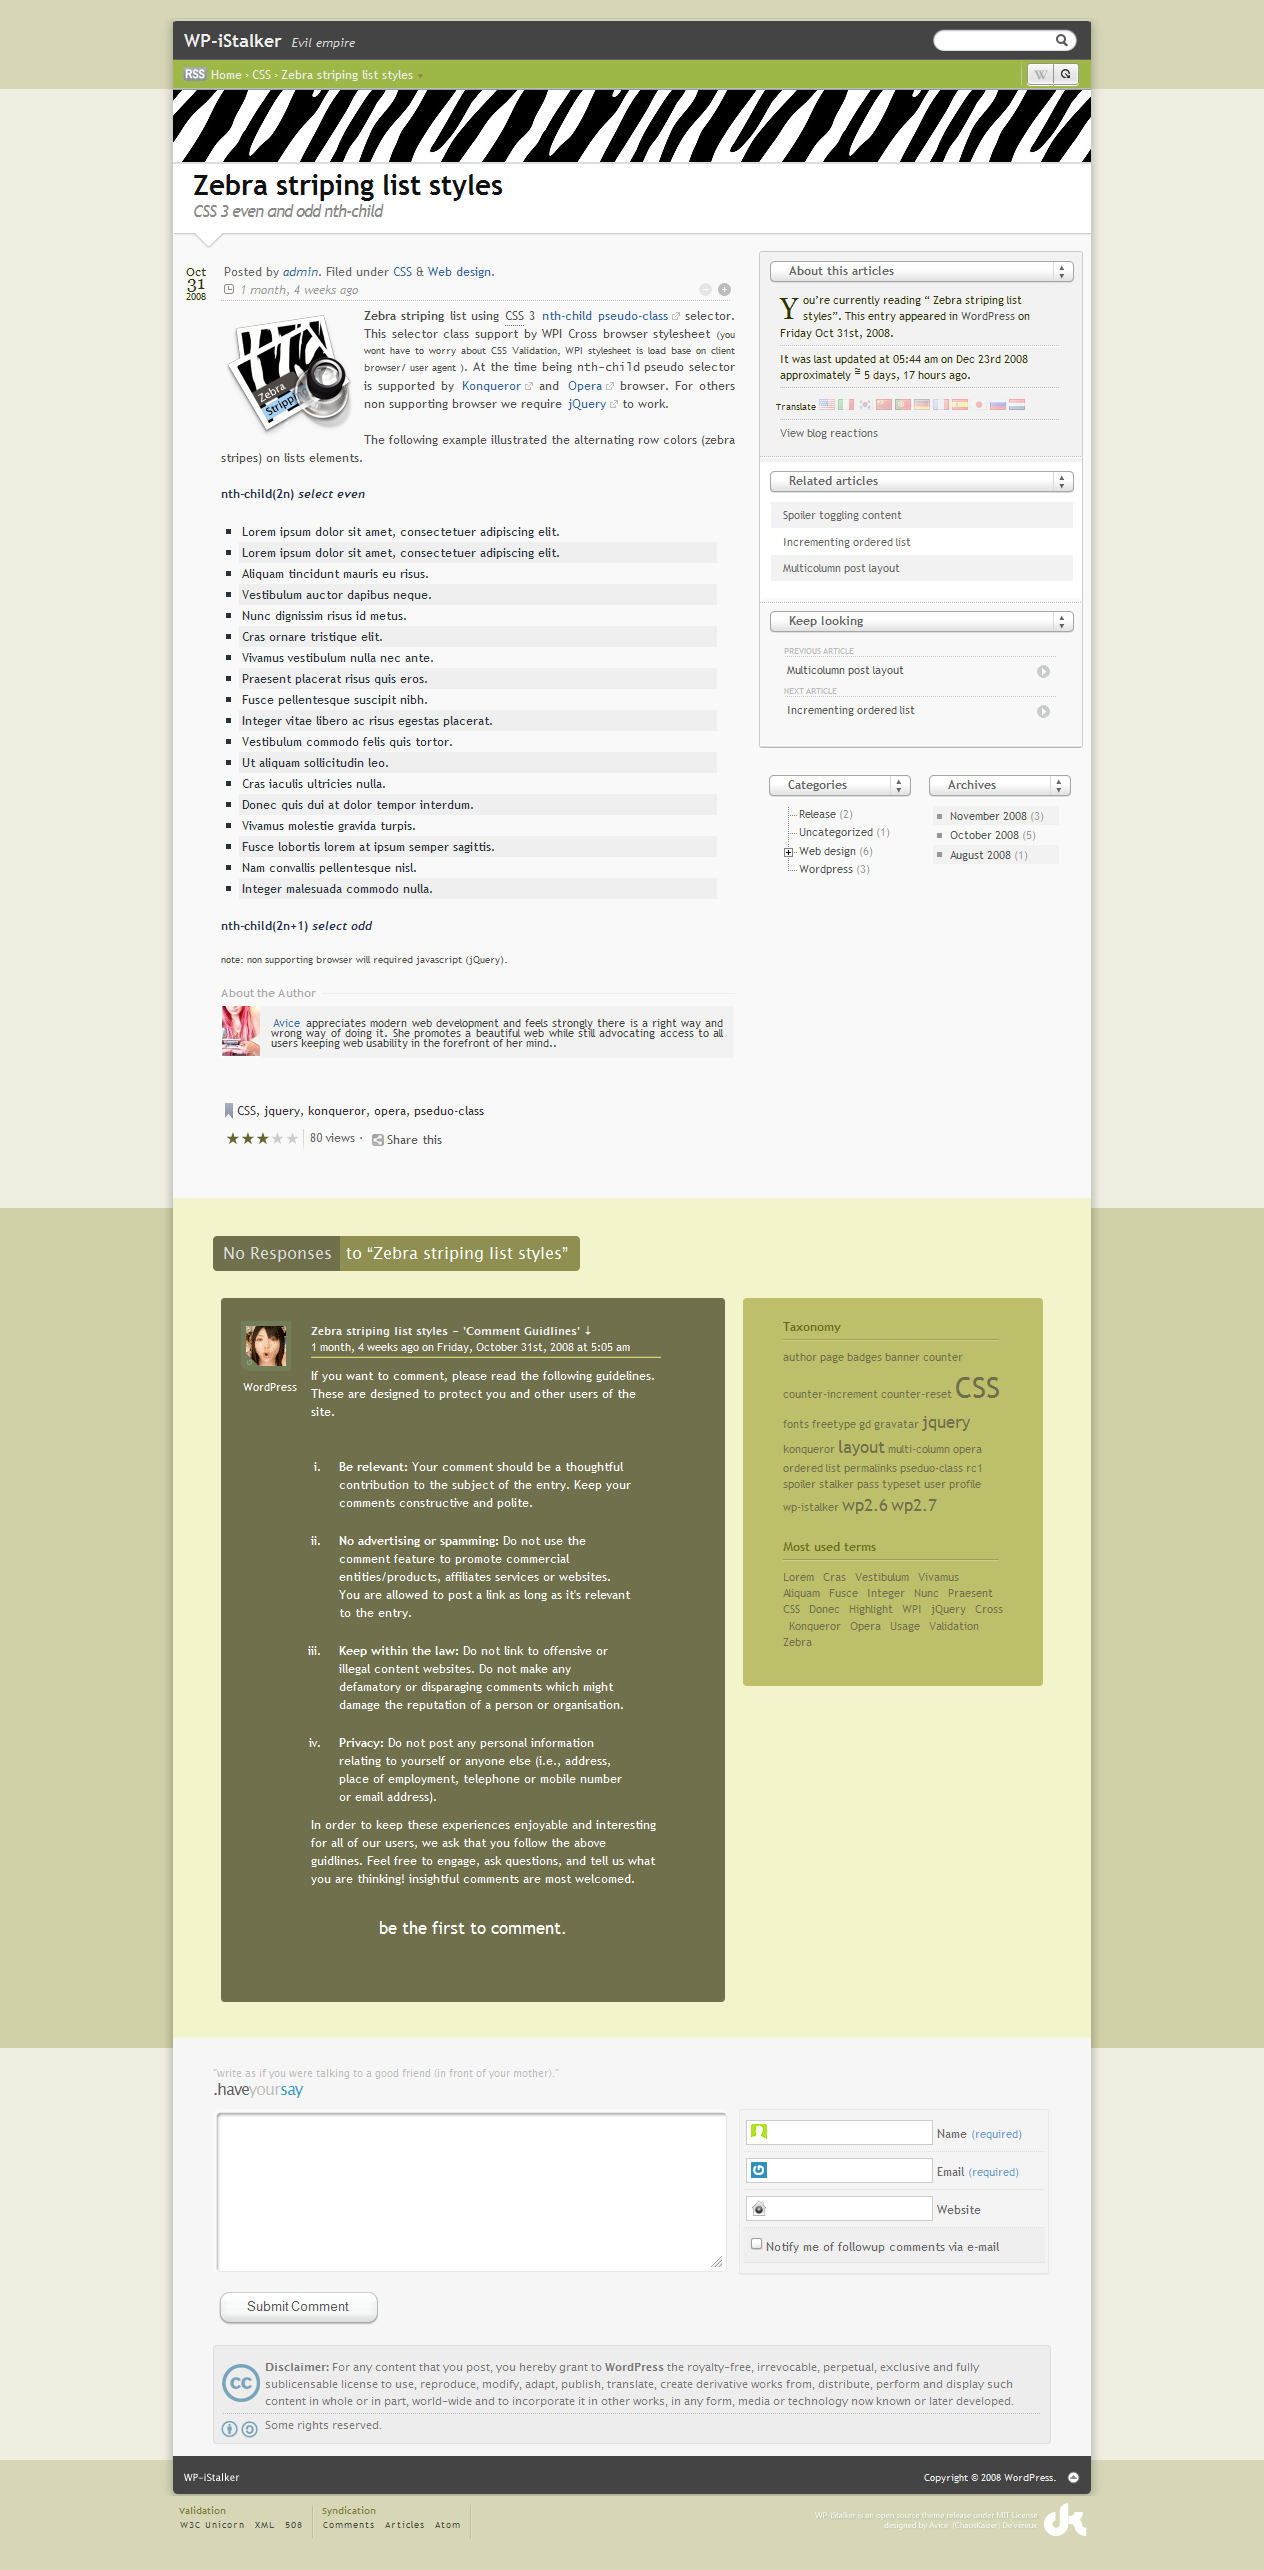 WP-iStalker Evil empire
RSS Home › CSS › Zebra striping list styles
W
Zebra striping list styles
CSS 3 even and odd nth-child
Oct
31
2008
Posted by admin. Filed under CSS & Web design.
1 month, 4 weeks ago
Zebra striping list using CSS 3 nth-child pseudo-class selector.
This selector class support by WPI Cross browser stylesheet (you
wont have to worry about CSS Validation, WPI stylesheet is load base on client
browser/ user agent ). At the time being nth-child pseudo selector
is supported by Konqueror and Opera browser. For others
non supporting browser we require jQuery to work.
Zebra
Stripp
The following example illustrated the alternating row colors (zebra
stripes) on lists elements.
nth-child(2n) select even
Lorem ipsum dolor sit amet, consectetuer adipiscing elit.
Lorem ipsum dolor sit amet, consectetuer adipiscing elit.
Aliquam tincidunt mauris eu risus.
Vestibulum auctor dapibus neque.
Nunc dignissim risus id metus.
Cras ornare tristique elit.
Vivamus vestibulum nulla nec ante.
Praesent placerat risus quis eros.
Fusce pellentesque suscipit nibh.
Integer vitae libero ac risus egestas placerat.
Vestibulum commodo felis quis tortor.
Ut aliquam sollicitudin leo.
Cras iaculis ultricies nulla.
Donec quis dui at dolor tempor interdum.
Vivamus molestie gravida turpis.
Fusce lobortis lorem at ipsum semper sagittis.
Nam convallis pellentesque nisl.
Integer malesuada commodo nulla.
nth-child(2n+1) select odd
note: non supporting browser will required javascript (jQuery).
About the Author
Avice appreciates modern web development and feels strongly there is a right way and
wrong way of doing it. She promotes a beautiful web while still advocating access to all
users keeping web usability in the forefront of her mind..
CSS, jquery, konqueror, opera, pseduo-class
80 views · Share this
About this articles
You're currently reading “ Zebra striping list
styles”. This entry appeared in WordPress on
Friday Oct 31st, 2008.
It was last updated at 05:44 am on Dec 23rd 2008
approximately ≅ 5 days, 17 hours ago.
Translate
View blog reactions
Related articles
Spoiler toggling content
Incrementing ordered list
Multicolumn post layout
Keep looking
PREVIOUS ARTICLE
Multicolumn post layout
NEXT ARTICLE
Incrementing ordered list
Categories
Release (2)
Uncategorized (1)
Web design (6)
Wordpress (3)
Archives
November 2008 (3)
October 2008 (5)
August 2008 (1)
No Responses to “Zebra striping list styles”
Zebra striping list styles - 'Comment Guidlines' ↓
1 month, 4 weeks ago on Friday, October 31st, 2008 at 5:05 am
WordPress
If you want to comment, please read the following guidelines.
These are designed to protect you and other users of the
site.
i. Be relevant: Your comment should be a thoughtful
contribution to the subject of the entry. Keep your
comments constructive and polite.
ii. No advertising or spamming: Do not use the
comment feature to promote commercial
entities/products, affiliates services or websites.
You are allowed to post a link as long as it's relevant
to the entry.
iii. Keep within the law: Do not link to offensive or
illegal content websites. Do not make any
defamatory or disparaging comments which might
damage the reputation of a person or organisation.
iv. Privacy: Do not post any personal information
relating to yourself or anyone else (i.e., address,
place of employment, telephone or mobile number
or email address).
In order to keep these experiences enjoyable and interesting
for all of our users, we ask that you follow the above
guidlines. Feel free to engage, ask questions, and tell us what
you are thinking! insightful comments are most welcomed.
be the first to comment.
Taxonomy
author page badges banner counter
counter-increment counter-reset CSS
fonts freetype gd gravatar jquery
konqueror layout multi-column opera
ordered list permalinks pseduo-class rc1
spoiler stalker pass typeset user profile
wp-istalker wp2.6 wp2.7
Most used terms
Lorem Cras Vestibulum Vivamus
Aliquam Fusce Integer Nunc Praesent
CSS Donec Highlight WPI jQuery Cross
Konqueror Opera Usage Validation
Zebra
"write as if you were talking to a good friend (in front of your mother)."
.haveyoursay
Name (required)
Email (required)
Website
Notify me of followup comments via e-mail
Submit Comment
cc
Disclaimer: For any content that you post, you hereby grant to WordPress the royalty-free, irrevocable, perpetual, exclusive and fully
sublicensable license to use, reproduce, modify, adapt, publish, translate, create derivative works from, distribute, perform and display such
content in whole or in part, world-wide and to incorporate it in other works, in any form, media or technology now known or later developed.
Some rights reserved.
WP-iStalker
Copyright © 2008 WordPress.
Validation
W3C Unicorn XML 508
Syndication
Comments Articles Atom
WP-iStalker is an open source theme release under MIT License
designed by Avice (ChaosKaizer) De'vereux
dk